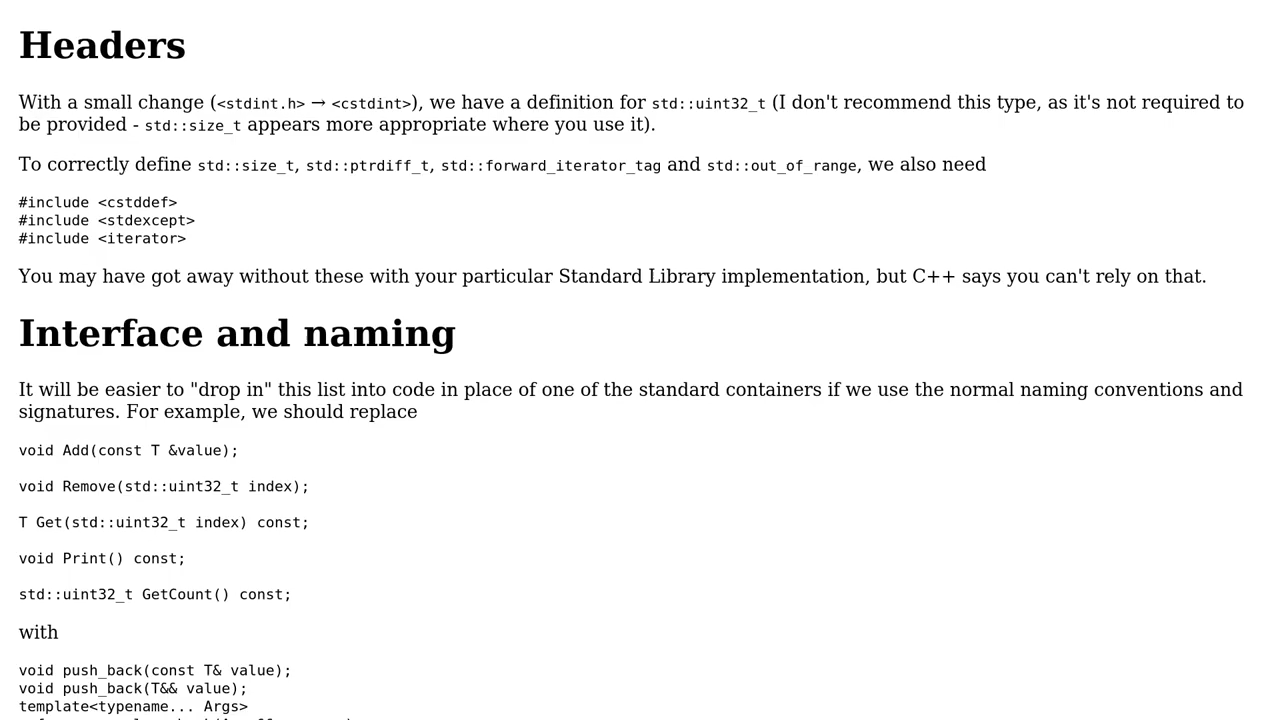 Headers
With a small change (<stdint.h> → <cstdint>), we have a definition for std::uint32_t (I don't recommend this type, as it's not required to
be provided - std::size_t appears more appropriate where you use it).
To correctly define std::size_t, std::ptrdiff_t, std::forward_iterator_tag and std::out_of_range, we also need
#include <cstddef>
#include <stdexcept>
#include <iterator>
You may have got away without these with your particular Standard Library implementation, but C++ says you can't rely on that.
Interface and naming
It will be easier to "drop in" this list into code in place of one of the standard containers if we use the normal naming conventions and
signatures. For example, we should replace
void Add(const T &value);
void Remove(std::uint32_t index);
T Get(std::uint32_t index) const;
void Print() const;
std::uint32_t GetCount() const;
with
void push_back(const T& value);
void push_back(T&& value);
template<typename... Args>